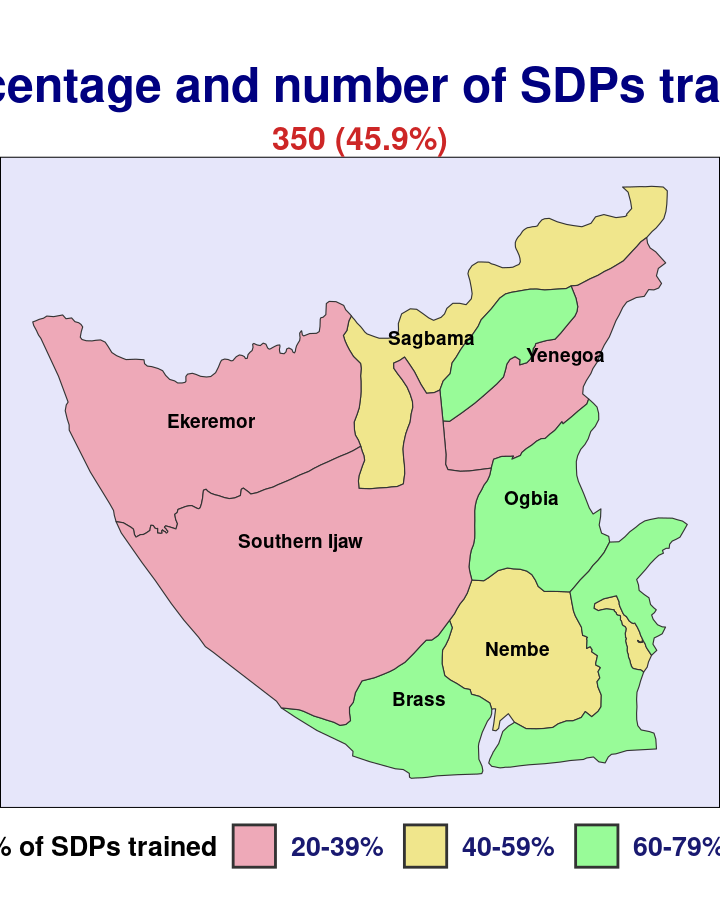 centage and number of SDPs tra
350 (45.9%)
Sagbama
Yenegoa
Ekeremor
Ogbia
Southern Ijaw
Nembe
Brass
% of SDPs trained 20-39% 40-59% 60-79%